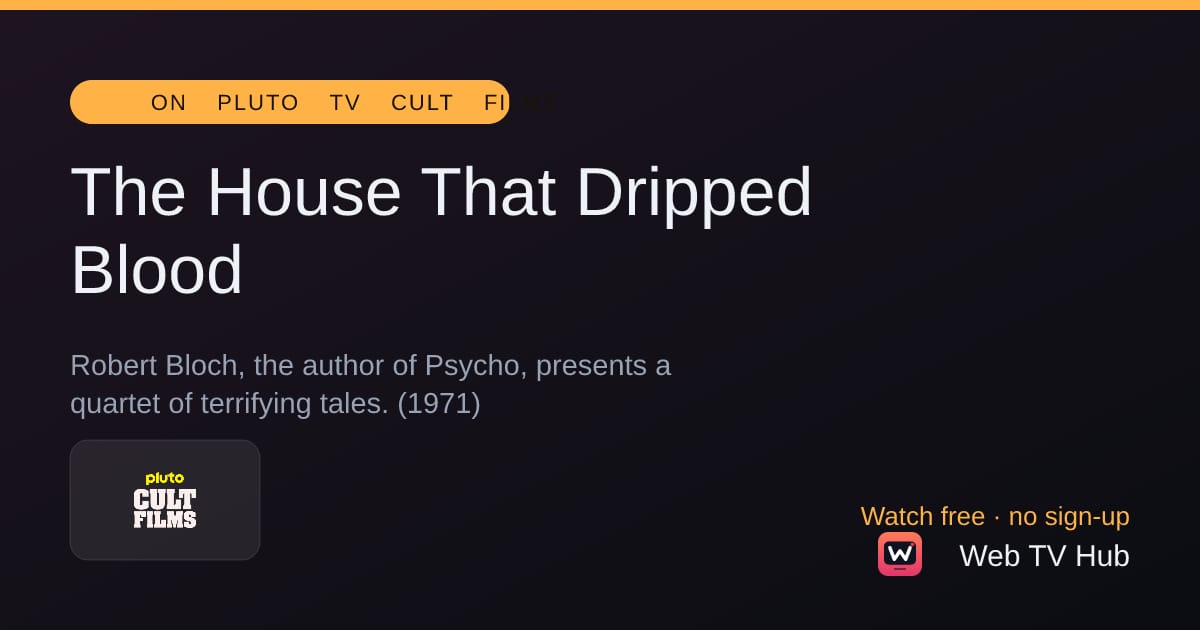 ON PLUTO TV CULT FILMS
The House That Dripped
Blood
Robert Bloch, the author of Psycho, presents a
quartet of terrifying tales. (1971)
pluto
CULT
FILMS
Watch free · no sign-up
W
Web TV Hub